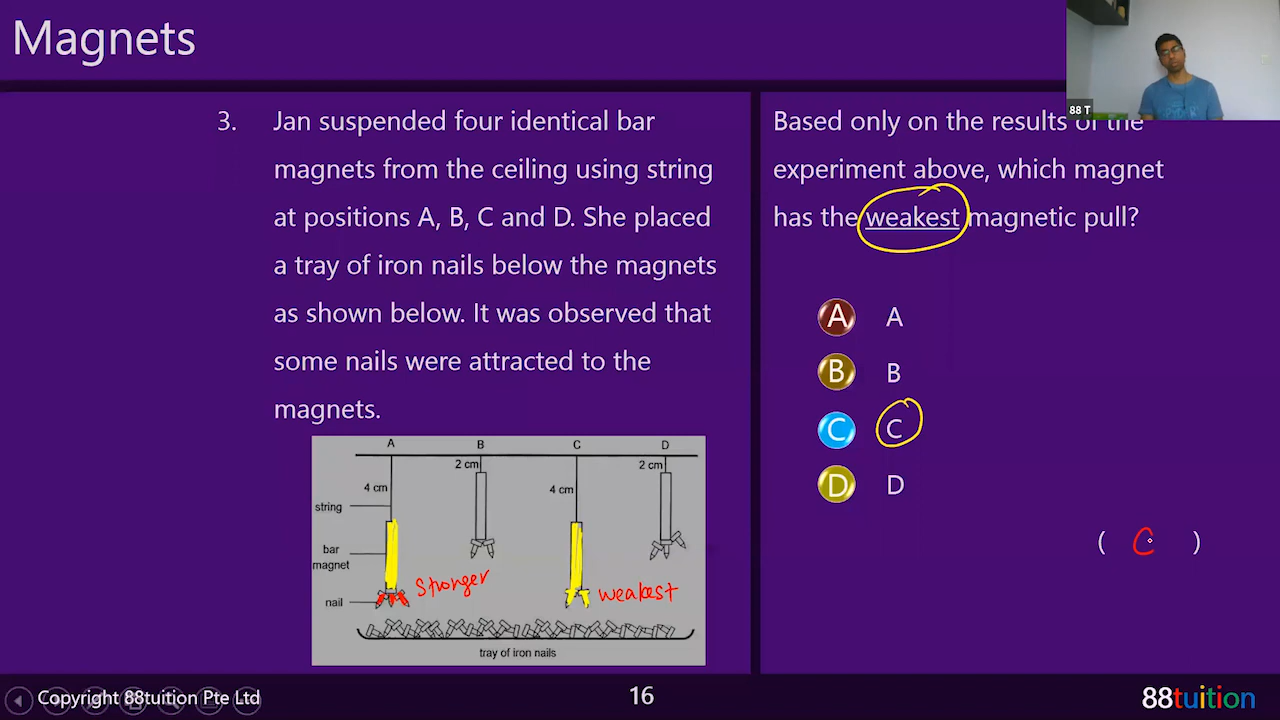 Magnets
88 T
3. Jan suspended four identical bar
magnets from the ceiling using string
at positions A, B, C and D. She placed
a tray of iron nails below the magnets
as shown below. It was observed that
some nails were attracted to the
magnets.
A B C D
2 cm 2 cm
4 cm 4 cm
string
bar
magnet
nail
stronger
weakest
tray of iron nails
Based only on the results of the
experiment above, which magnet
has the weakest magnetic pull?
A A
B B
C C
D D
( C )
Copyright 88tuition Pte Ltd
16
88tuition